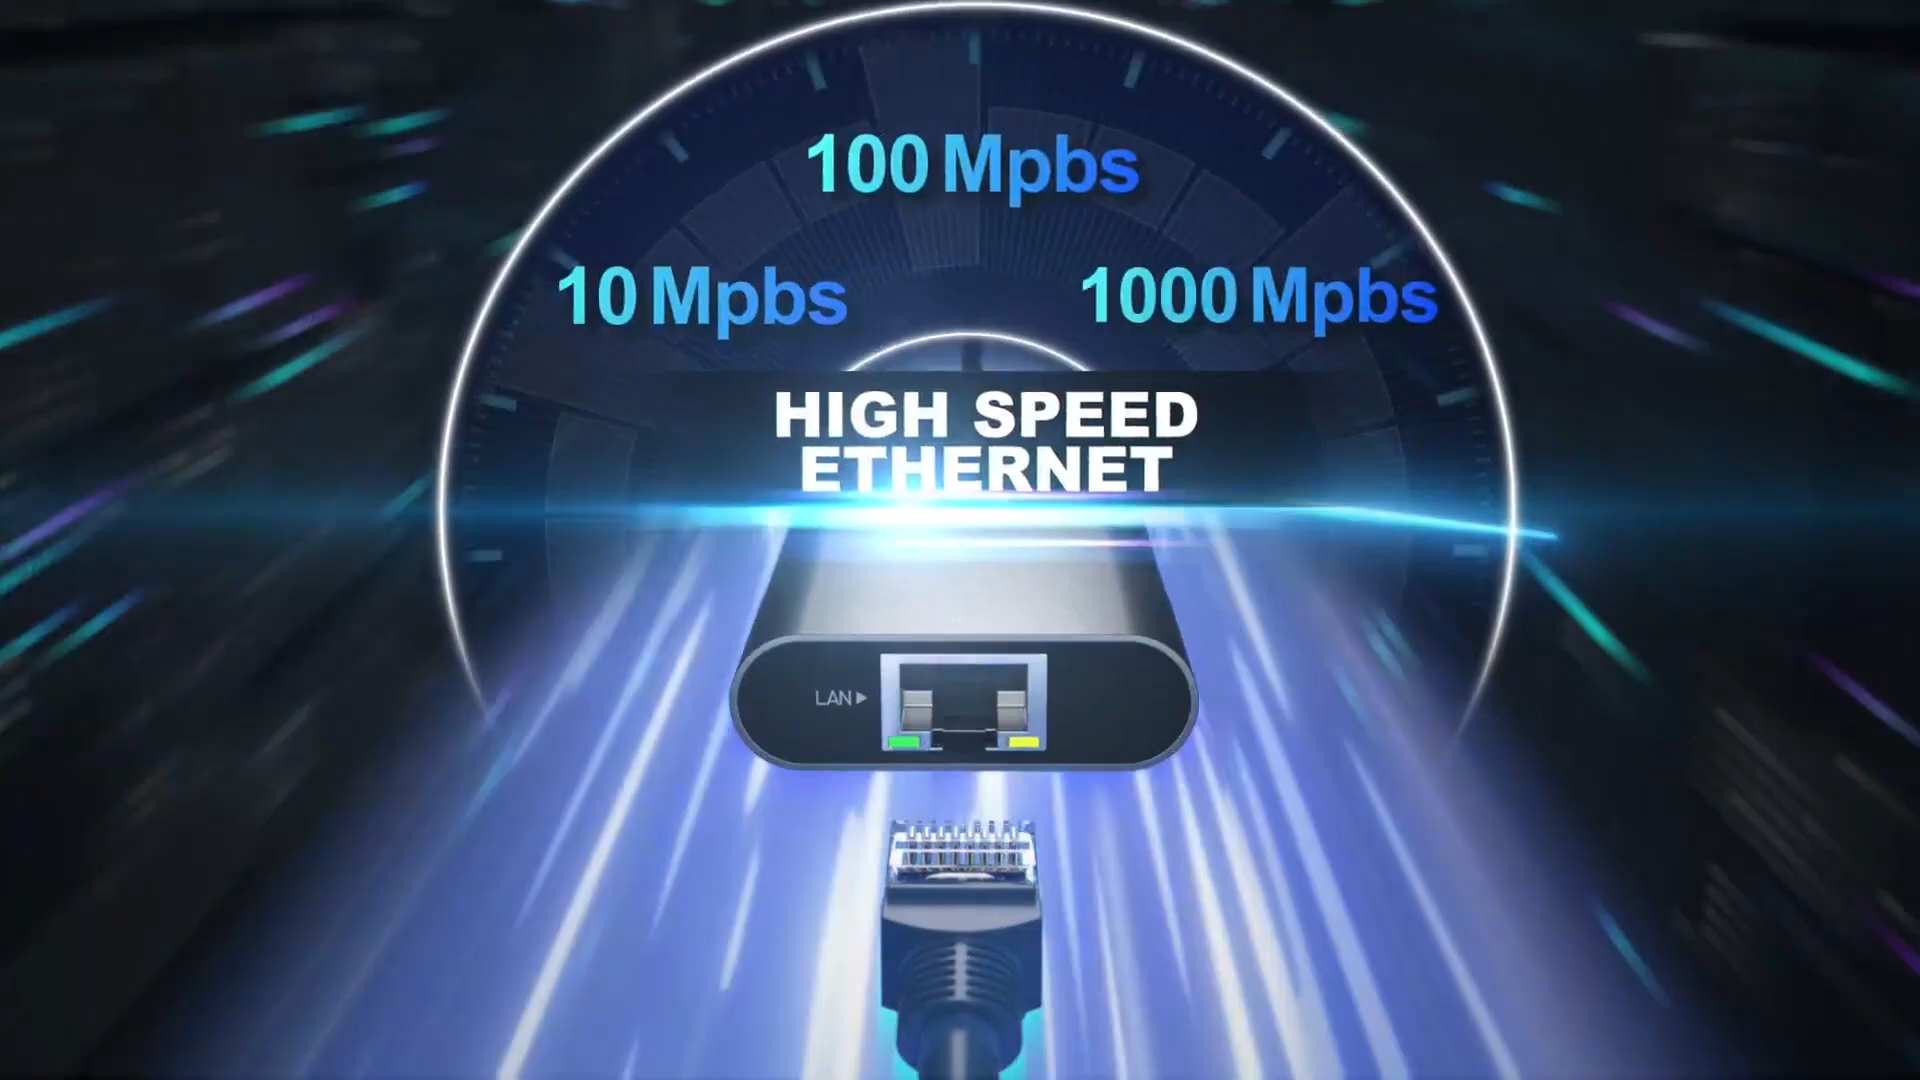 100 Mpbs
10 Mpbs
1000 Mpbs
HIGH SPEED
ETHERNET
LAN